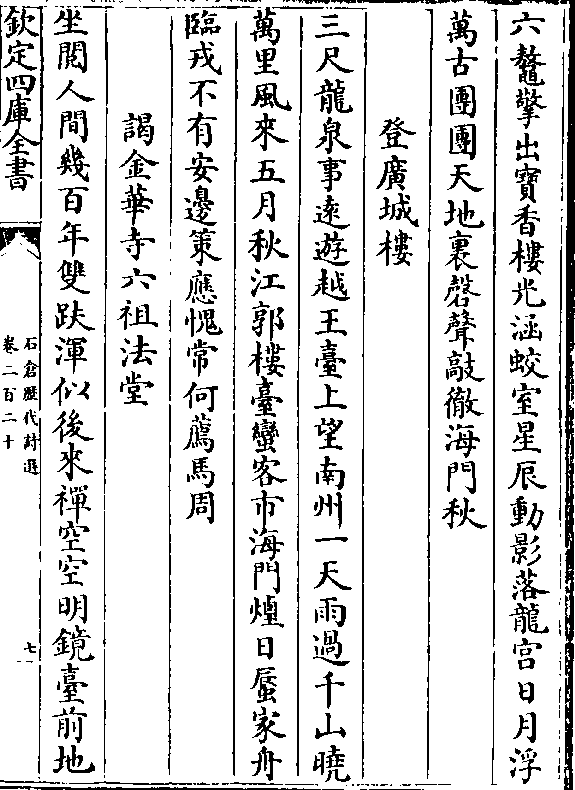 六鼇擎出寶香樓光涵蛟室星辰動影落龍宫日月浮
萬古團團天地裏磬聲敲徹海門秋
登廣城樓
三尺龍泉事遠遊越王臺上望南州一天雨過千山曉
萬里風來五月秋江郭樓臺蠻客市海門煙日蜃家舟
臨戎不有安邊策應愧常何薦馬周
謁金華寺六祖法堂
坐閲人間幾百年雙趺渾似後來禪空空明鏡臺前地
欽定四庫全書
石倉歷代詩選
卷二百二十
七